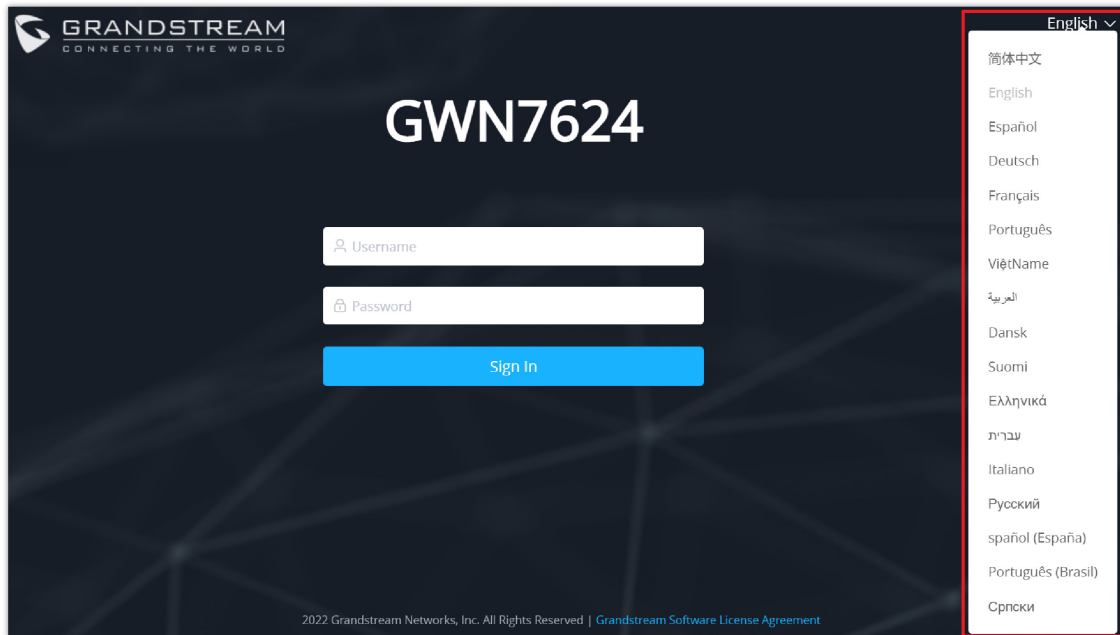 GRANDSTREAM
CONNECTING THE WORLD
English
GWN7624
Username
Password
Sign In
2022 Grandstream Networks, Inc. All Rights Reserved | Grandstream Software License Agreement
简体中文
English
Español
Deutsch
Français
Português
ViệtName
العربية
Dansk
Suomi
Ελληνικά
עברית
Italiano
Русский
spañol (España)
Português (Brasil)
Српски